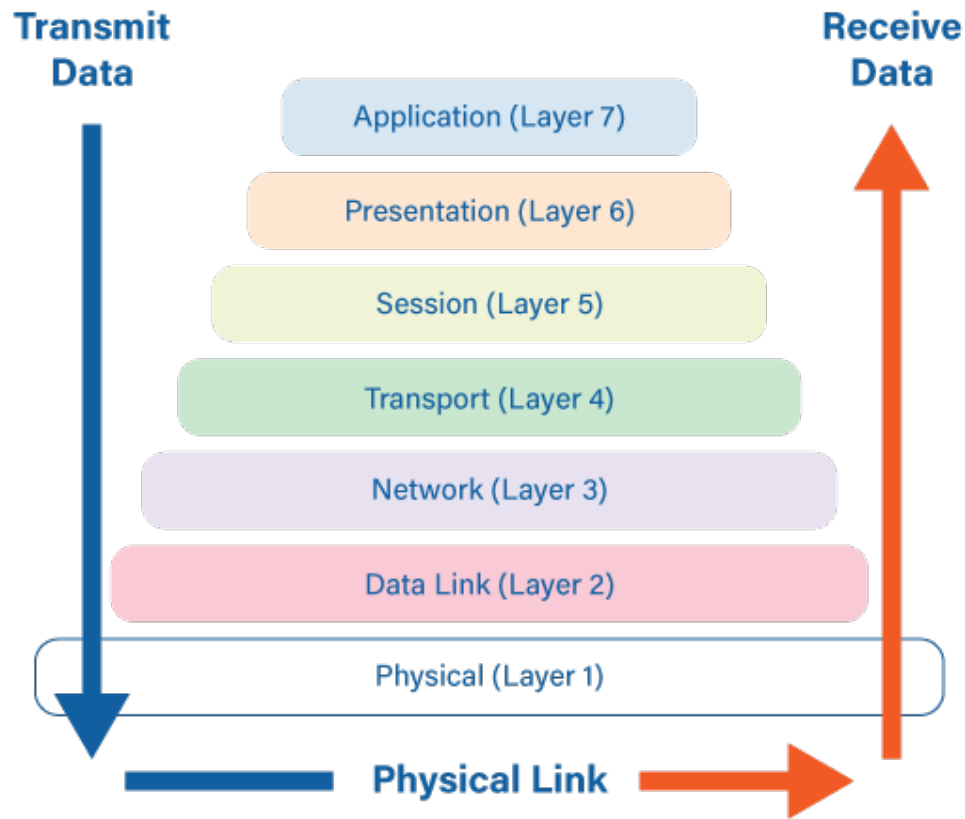 Transmit
Data
Receive
Data
Application (Layer 7)
Presentation (Layer 6)
Session (Layer 5)
Transport (Layer 4)
Network (Layer 3)
Data Link (Layer 2)
Physical (Layer 1)
Physical Link